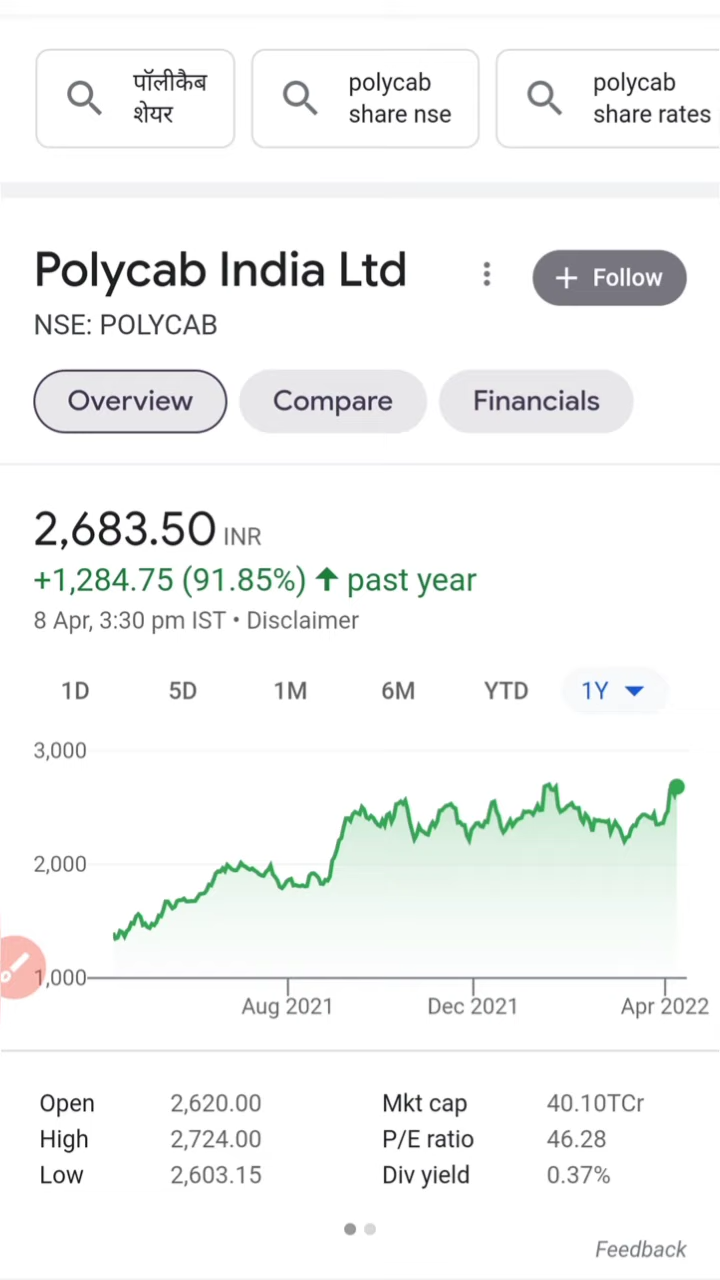 पॉलीकैब
शेयर
polycab
share nse
polycab
share rates
Polycab India Ltd
+ Follow
NSE: POLYCAB
Overview
Compare
Financials
2,683.50 INR
+1,284.75 (91.85%) ↑ past year
8 Apr, 3:30 pm IST • Disclaimer
1D 5D 1M 6M YTD 1Y
3,000
2,000
1,000
Aug 2021 Dec 2021 Apr 2022
Open 2,620.00 Mkt cap 40.10TCr
High 2,724.00 P/E ratio 46.28
Low 2,603.15 Div yield 0.37%
Feedback